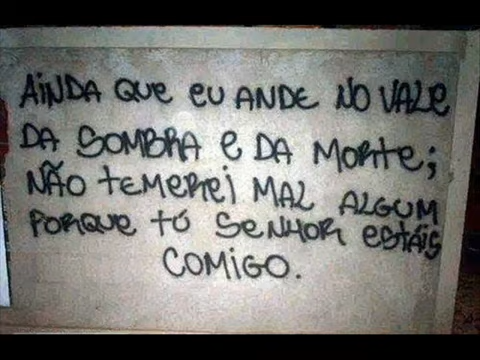 AINDA QUE EU ANDE NO VALE
DA SOMBRA E DA MORTE;
NÃO TEMEREI MAL ALGUM
PORQUE TÚ SENHOR ESTÁIS
COMIGO.